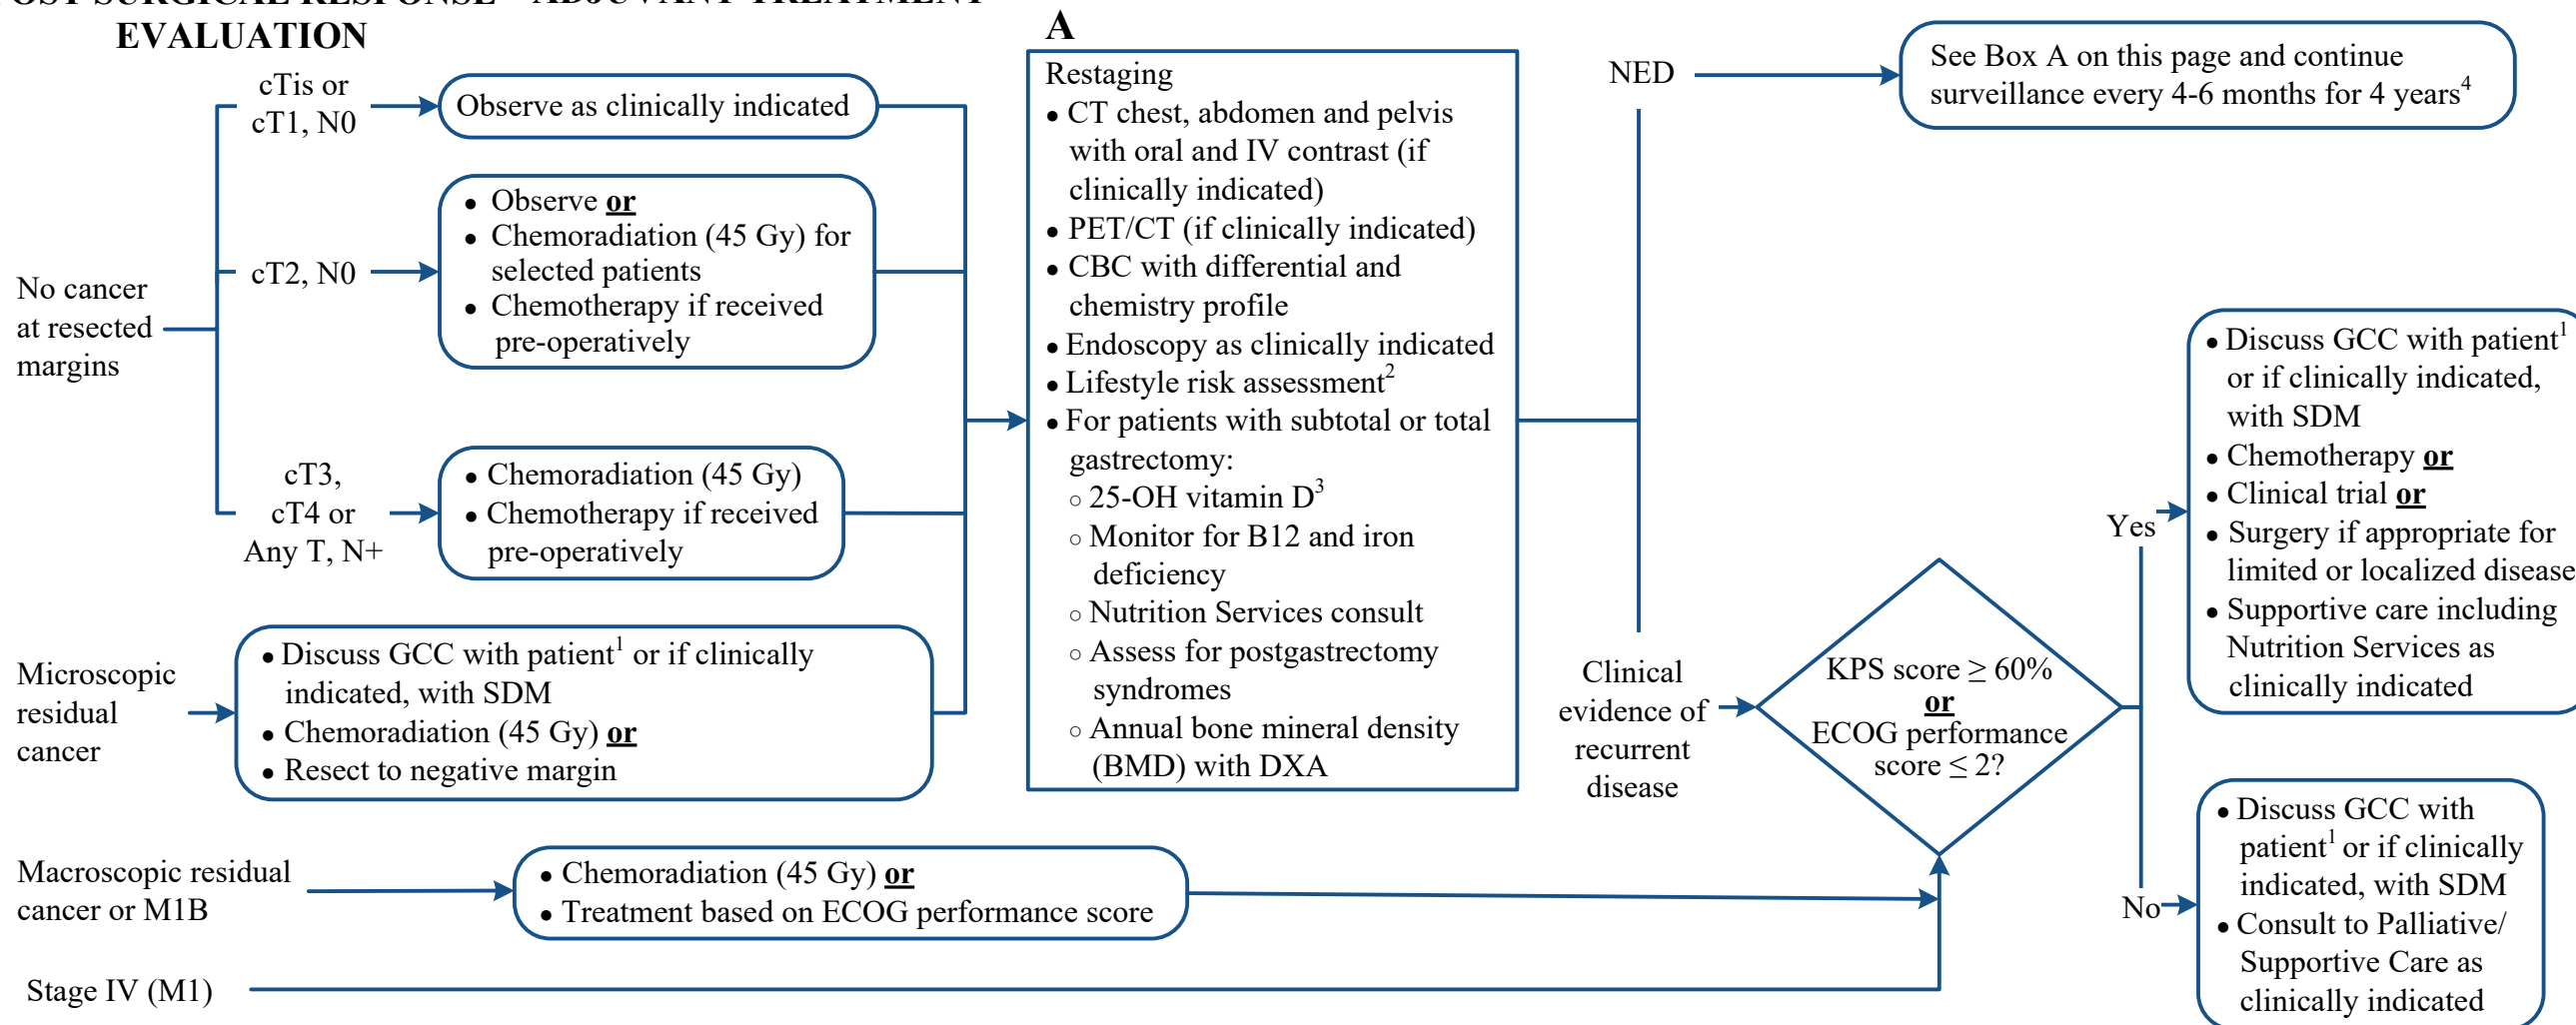 POST SURGICAL RESPONSE
ADJUVANT TREATMENT
EVALUATION
No cancer
at resected
margins
cTis or
cT1, N0
Observe as clinically indicated
cT2, N0
• Observe or
• Chemoradiation (45 Gy) for
selected patients
• Chemotherapy if received
pre-operatively
cT3,
cT4 or
Any T, N+
• Chemoradiation (45 Gy)
• Chemotherapy if received
pre-operatively
Microscopic
residual
cancer
• Discuss GCC with patient1 or if clinically
indicated, with SDM
• Chemoradiation (45 Gy) or
• Resect to negative margin
Macroscopic residual
cancer or M1B
• Chemoradiation (45 Gy) or
• Treatment based on ECOG performance score
Stage IV (M1)
A
Restaging
• CT chest, abdomen and pelvis
with oral and IV contrast (if
clinically indicated)
• PET/CT (if clinically indicated)
• CBC with differential and
chemistry profile
• Endoscopy as clinically indicated
• Lifestyle risk assessment2
• For patients with subtotal or total
gastrectomy:
○ 25-OH vitamin D3
○ Monitor for B12 and iron
deficiency
○ Nutrition Services consult
○ Assess for postgastrectomy
syndromes
○ Annual bone mineral density
(BMD) with DXA
NED
See Box A on this page and continue
surveillance every 4-6 months for 4 years4
Clinical
evidence of
recurrent
disease
KPS score ≥ 60%
or
ECOG performance
score ≤ 2?
Yes
• Discuss GCC with patient1
or if clinically indicated,
with SDM
• Chemotherapy or
• Clinical trial or
• Surgery if appropriate for
limited or localized disease
• Supportive care including
Nutrition Services as
clinically indicated
No
• Discuss GCC with
patient1 or if clinically
indicated, with SDM
• Consult to Palliative/
Supportive Care as
clinically indicated